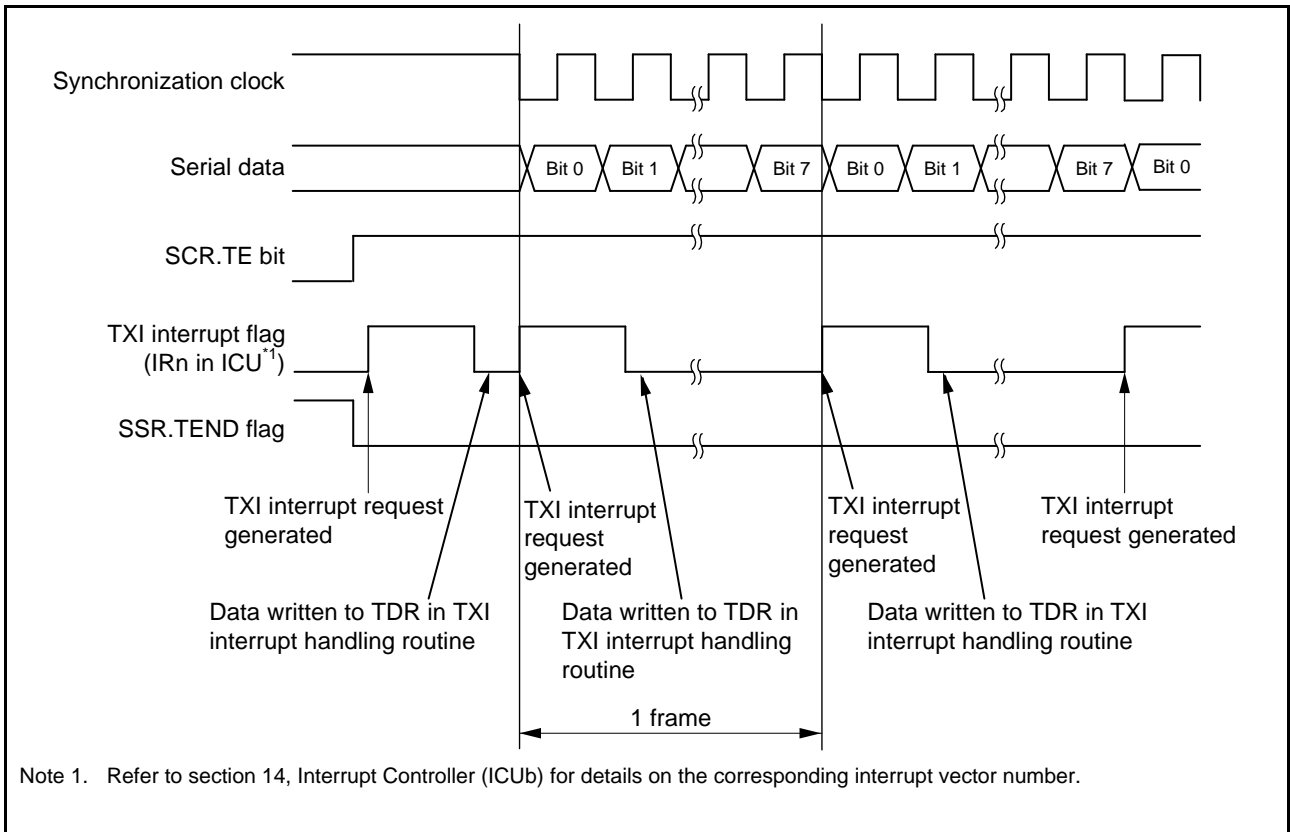 Synchronization clock
Serial data
Bit 0 Bit 1 Bit 7 Bit 0 Bit 1 Bit 7 Bit 0
SCR.TE bit
TXI interrupt flag
(IRn in ICU*1)
SSR.TEND flag
TXI interrupt request
generated
TXI interrupt
request
generated
TXI interrupt
request
generated
TXI interrupt
request generated
Data written to TDR in TXI
interrupt handling routine
Data written to TDR in
TXI interrupt handling
routine
Data written to TDR in TXI
interrupt handling routine
1 frame
Note 1. Refer to section 14, Interrupt Controller (ICUb) for details on the corresponding interrupt vector number.